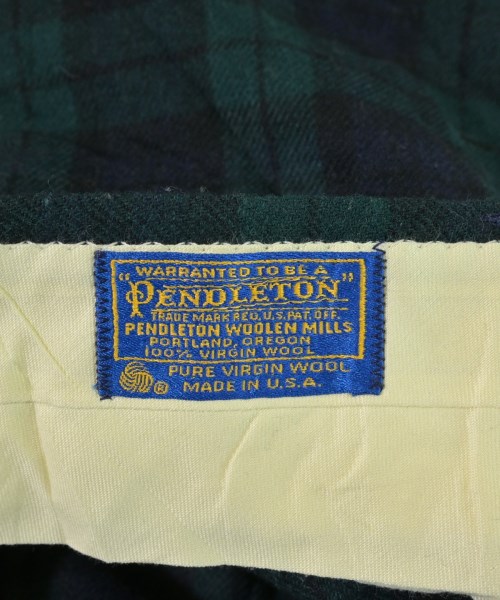 "WARRANTED TO BE A
PENDLETON"
TRADE MARK REG. U.S. PAT. OFF.
PENDLETON WOOLEN MILLS
PORTLAND, OREGON
100% VIRGIN WOOL
PURE VIRGIN WOOL
® MADE IN U.S.A.